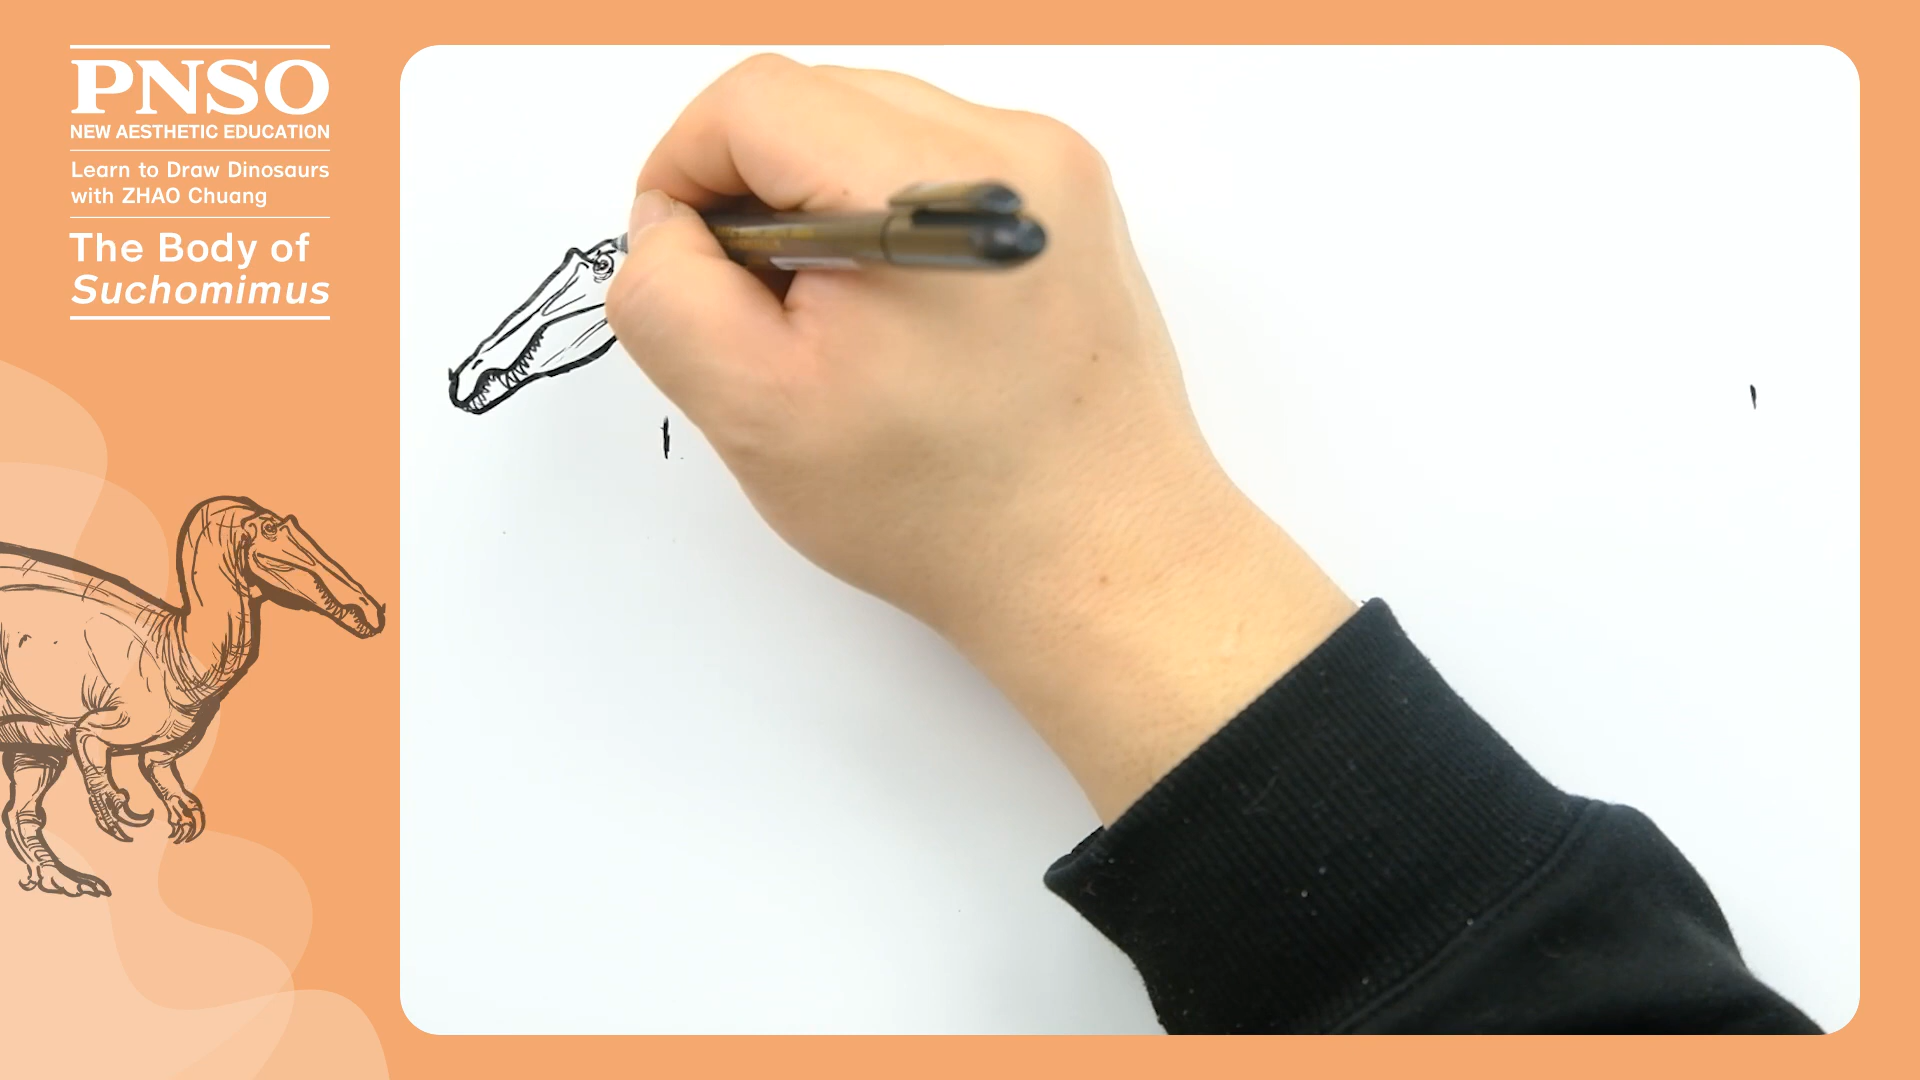 PNSO
NEW AESTHETIC EDUCATION
Learn to Draw Dinosaurs
with ZHAO Chuang
The Body of
Suchomimus